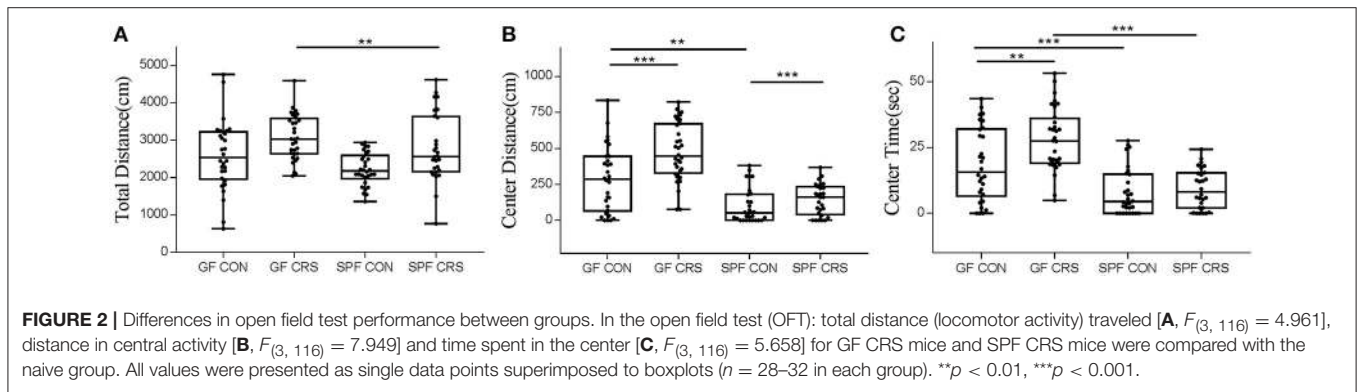 A
**
Total Distance(cm)
5000
4000
3000
2000
1000
0
GF CON GF CRS SPF CON SPF CRS
B
**
***
***
Center Distance(cm)
1000
750
500
250
0
GF CON GF CRS SPF CON SPF CRS
C
***
***
**
Center Time(sec)
50
25
0
GF CON GF CRS SPF CON SPF CRS
FIGURE 2 | Differences in open field test performance between groups. In the open field test (OFT): total distance (locomotor activity) traveled [A, F(3, 116) = 4.961],
distance in central activity [B, F(3, 116) = 7.949] and time spent in the center [C, F(3, 116) = 5.658] for GF CRS mice and SPF CRS mice were compared with the
naive group. All values were presented as single data points superimposed to boxplots (n = 28–32 in each group). **p < 0.01, ***p < 0.001.